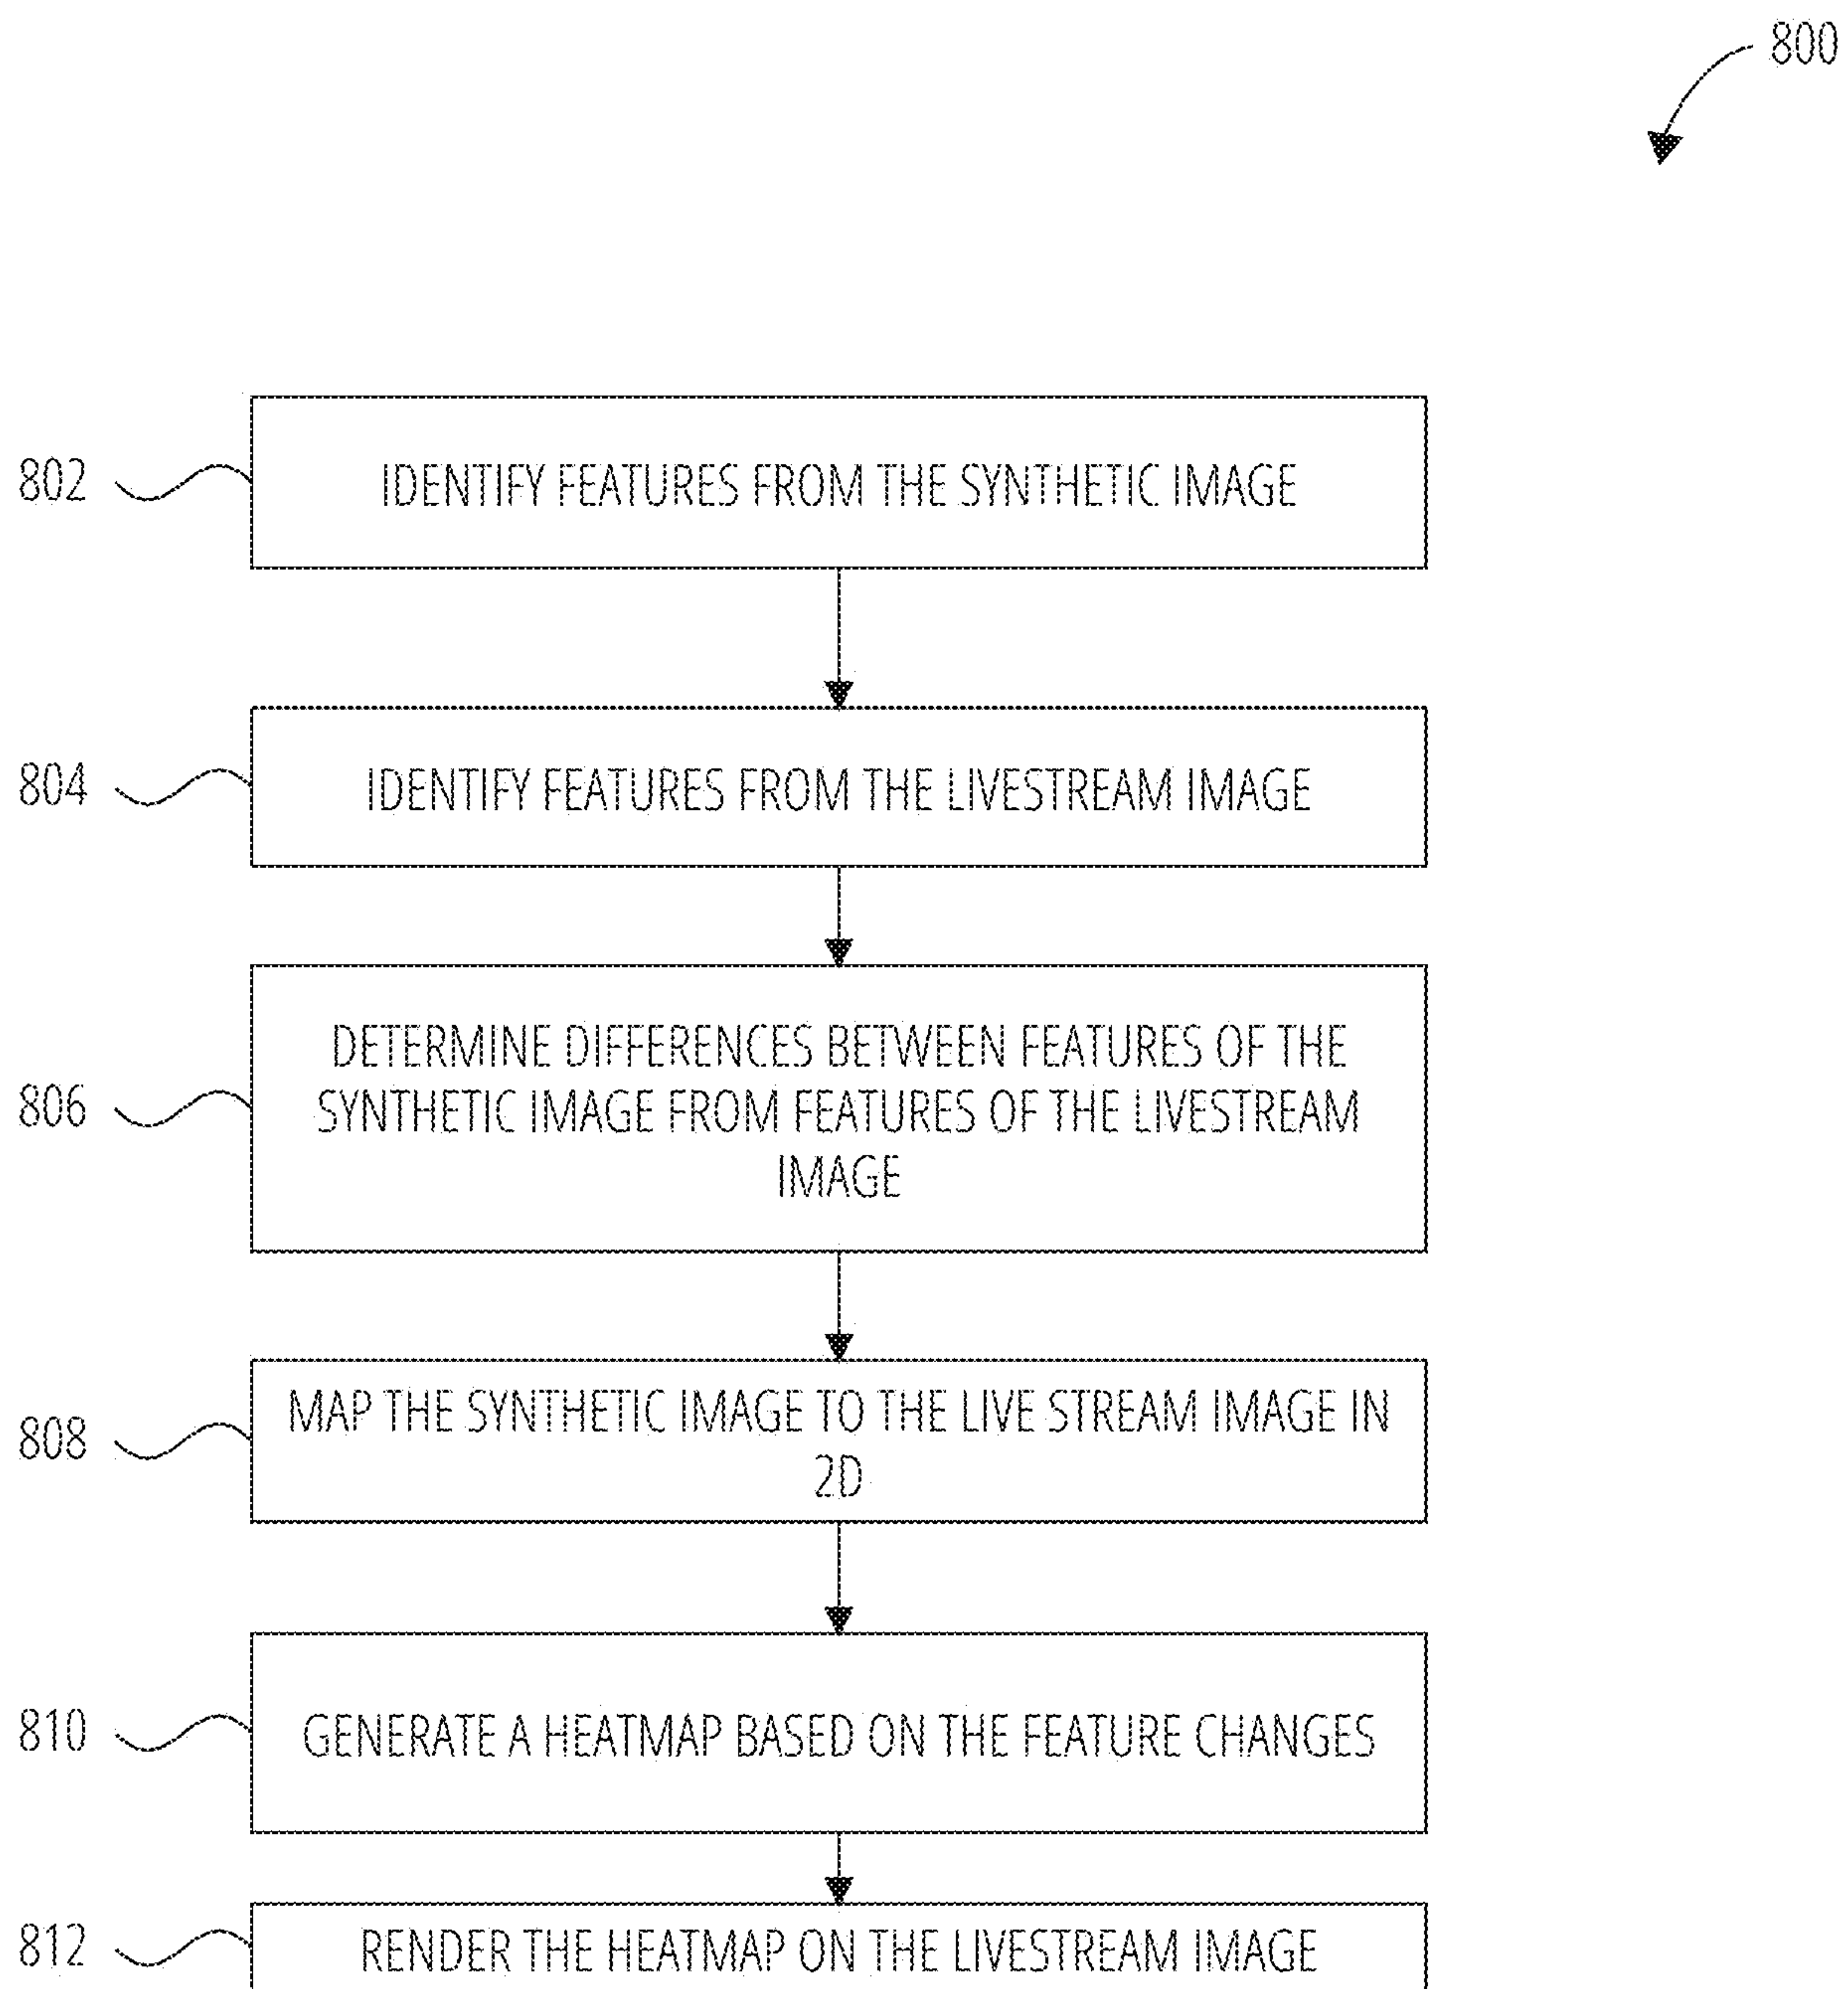 800
802
IDENTIFY FEATURES FROM THE SYNTHETIC IMAGE
804
IDENTIFY FEATURES FROM THE LIVESTREAM IMAGE
806
DETERMINE DIFFERENCES BETWEEN FEATURES OF THE
SYNTHETIC IMAGE FROM FEATURES OF THE LIVESTREAM
IMAGE
808
MAP THE SYNTHETIC IMAGE TO THE LIVE STREAM IMAGE IN
2D
810
GENERATE A HEATMAP BASED ON THE FEATURE CHANGES
812
RENDER THE HEATMAP ON THE LIVESTREAM IMAGE